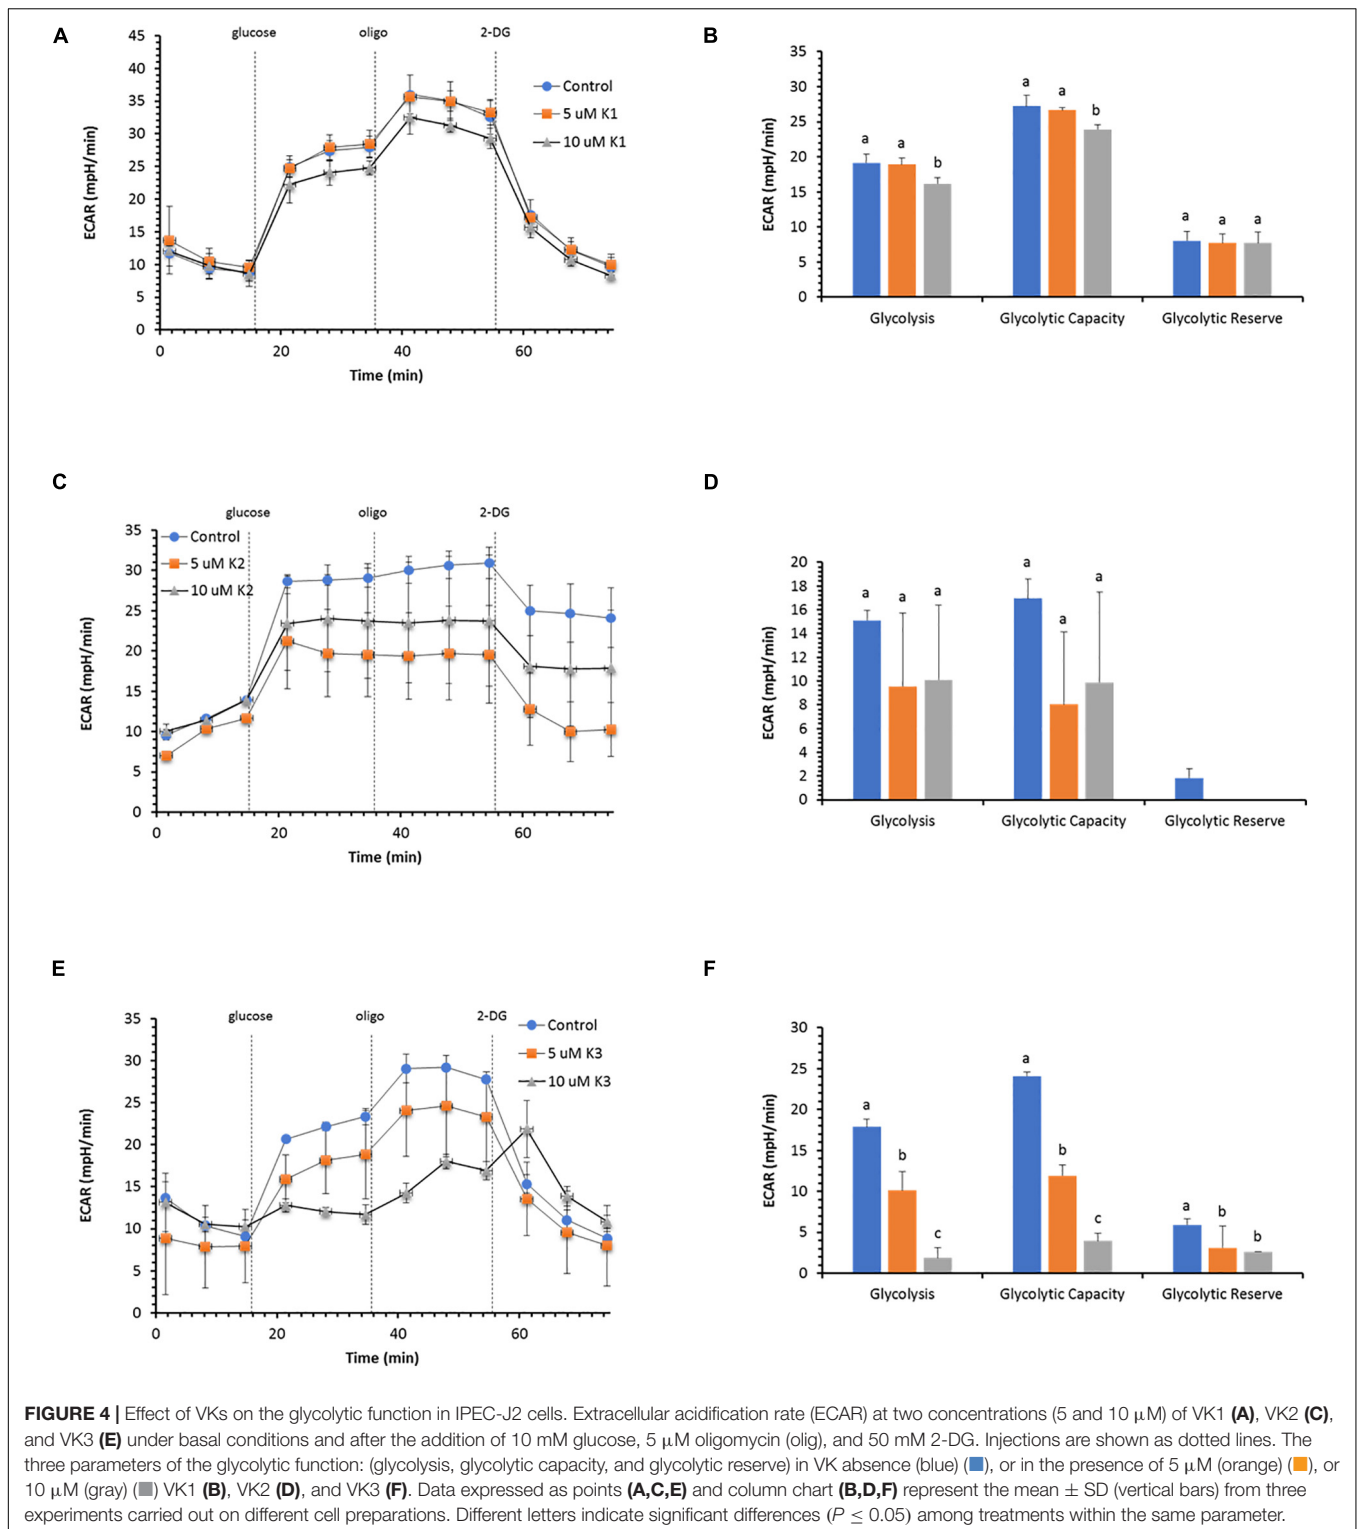 A
glucose
oligo
2-DG
45
40
35
30
25
20
15
10
5
0
ECAR (mpH/min)
Control
5 uM K1
10 uM K1
0
20
40
60
Time (min)
B
35
30
25
20
15
10
5
0
ECAR (mpH/min)
a
a
b
a
a
b
a
a
a
Glycolysis
Glycolytic Capacity
Glycolytic Reserve
C
glucose
oligo
2-DG
35
30
25
20
15
10
5
0
ECAR (mpH/min)
Control
5 uM K2
10 uM K2
0
20
40
60
Time (min)
D
20
18
16
14
12
10
8
6
4
2
0
ECAR (mpH/min)
a
a
a
a
a
a
Glycolysis
Glycolytic Capacity
Glycolytic Reserve
E
glucose
oligo
2-DG
35
30
25
20
15
10
5
0
ECAR (mpH/min)
Control
5 uM K3
10 uM K3
0
20
40
60
Time (min)
F
30
25
20
15
10
5
0
ECAR (mpH/min)
a
b
c
a
b
c
a
b
b
Glycolysis
Glycolytic Capacity
Glycolytic Reserve
FIGURE 4 | Effect of VKs on the glycolytic function in IPEC-J2 cells. Extracellular acidification rate (ECAR) at two concentrations (5 and 10 μM) of VK1 (A), VK2 (C),
and VK3 (E) under basal conditions and after the addition of 10 mM glucose, 5 μM oligomycin (olig), and 50 mM 2-DG. Injections are shown as dotted lines. The
three parameters of the glycolytic function: (glycolysis, glycolytic capacity, and glycolytic reserve) in VK absence (blue) (■), or in the presence of 5 μM (orange) (■), or
10 μM (gray) (■) VK1 (B), VK2 (D), and VK3 (F). Data expressed as points (A,C,E) and column chart (B,D,F) represent the mean ± SD (vertical bars) from three
experiments carried out on different cell preparations. Different letters indicate significant differences (P ≤ 0.05) among treatments within the same parameter.